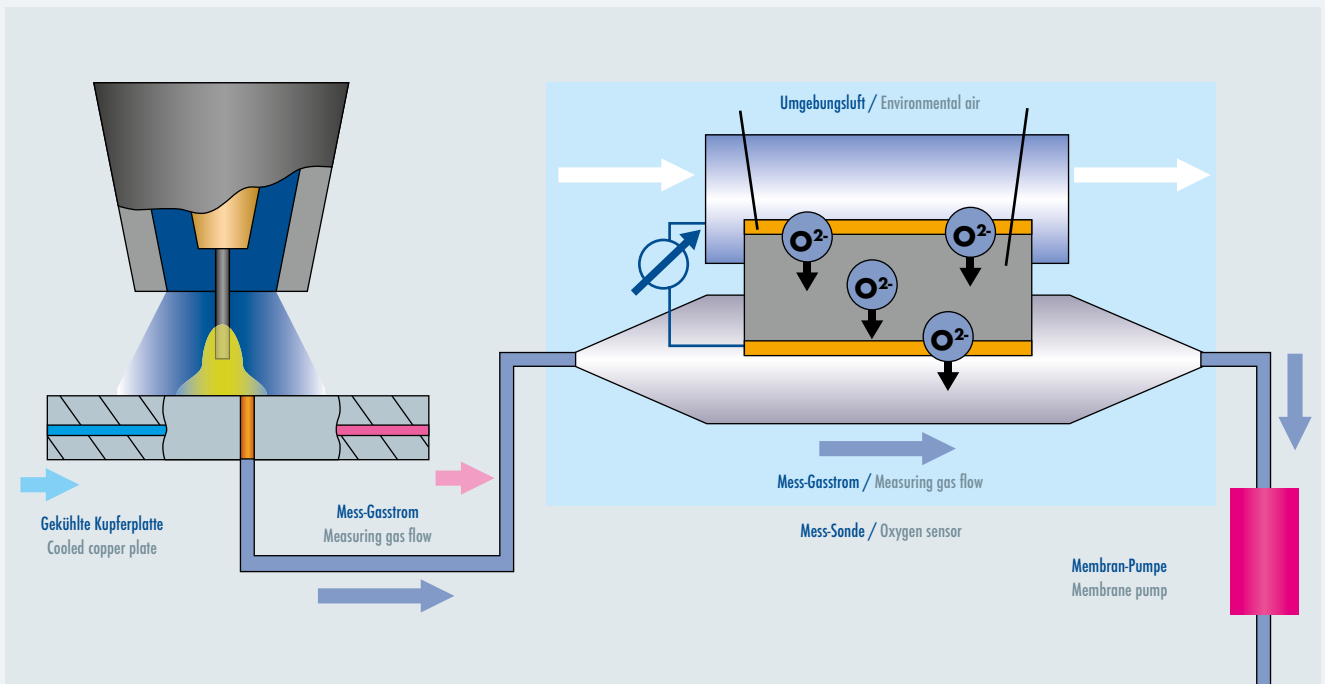 Umgebungsluft / Environmental air
O2-
O2-
O2-
O2-
Mess-Gasstrom / Measuring gas flow
Mess-Sonde / Oxygen sensor
Gekühlte Kupferplatte
Cooled copper plate
Mess-Gasstrom
Measuring gas flow
Membran-Pumpe
Membrane pump